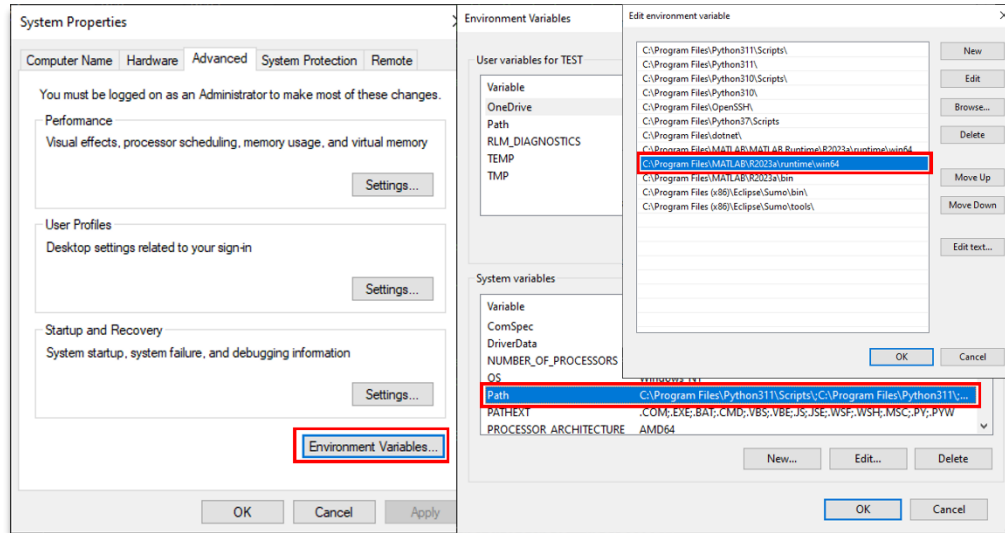 System Properties
Computer Name Hardware Advanced System Protection Remote
You must be logged on as an Administrator to make most of these changes.
Performance
Visual effects, processor scheduling, memory usage, and virtual memory
Settings...
User Profiles
Desktop settings related to your sign-in
Settings...
Startup and Recovery
System startup, system failure, and debugging information
Settings...
Environment Variables...
OK Cancel Apply
Environment Variables
User variables for TEST
Variable
OneDrive
Path
RLM_DIAGNOSTICS
TEMP
TMP
System variables
Variable
ComSpec
DriverData
NUMBER_OF_PROCESSORS
OS Windows_NT
Path C:\Program Files\Python311\Scripts\;C:\Program Files\Python311\;...
PATHEXT .COM;.EXE;.BAT;.CMD;.VBS;.VBE;.JS;.JSE;.WSF;.WSH;.MSC;.PY;.PYW
PROCESSOR_ARCHITECTURE AMD64
New... Edit... Delete
OK Cancel
Edit environment variable
C:\Program Files\Python311\Scripts\
C:\Program Files\Python311\
C:\Program Files\Python310\Scripts\
C:\Program Files\Python310\
C:\Program Files\OpenSSH\
C:\Program Files\Python37\Scripts
C:\Program Files\dotnet\
C:\Program Files\MATLAB\MATLAB Runtime\R2023a\runtime\win64
C:\Program Files\MATLAB\R2023a\runtime\win64
C:\Program Files\MATLAB\R2023a\bin
C:\Program Files (x86)\Eclipse\Sumo\bin\
C:\Program Files (x86)\Eclipse\Sumo\tools\
New
Edit
Browse...
Delete
Move Up
Move Down
Edit text...
OK Cancel